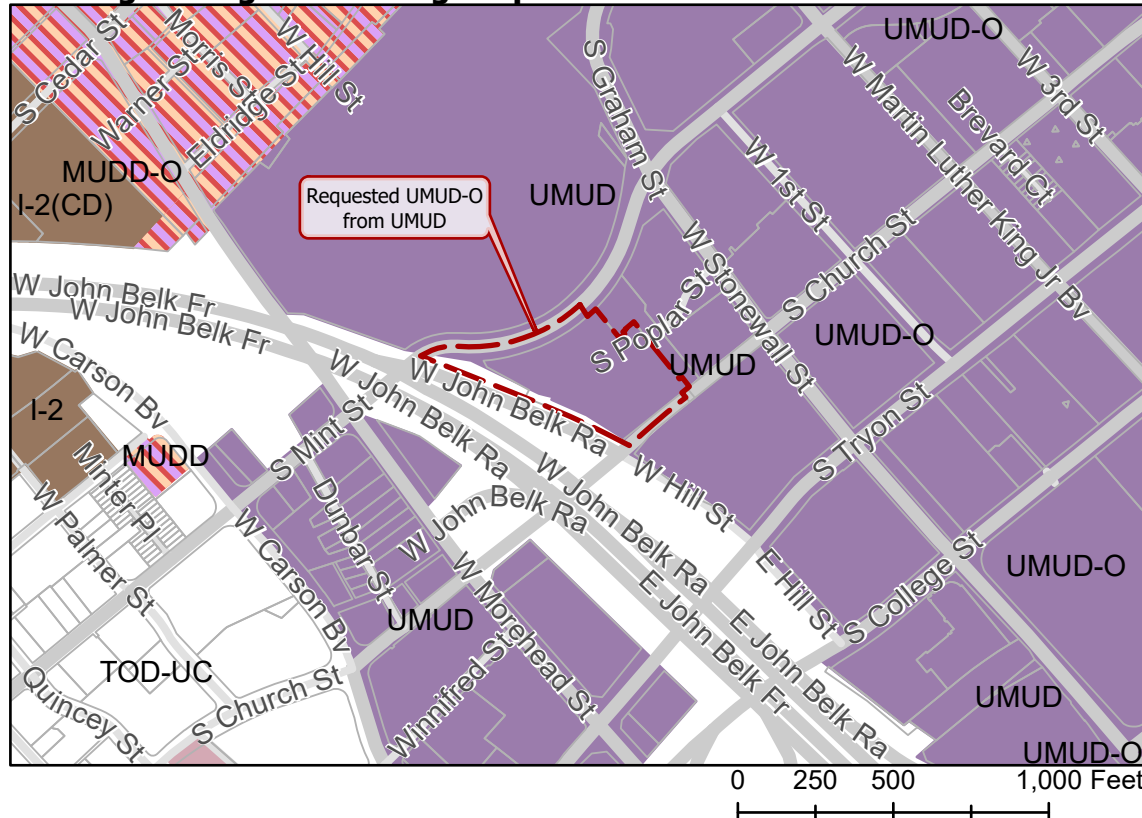 S Cedar St
Warner St
Morris St
Eldridge St
W Hill St
MUDD-O
I-2(CD)
S Graham St
UMUD-O
W 3rd St
Brevard Ct
W Martin Luther King Jr Bv
UMUD
Requested UMUD-O
from UMUD
W 1st St
W Stonewall St
S Church St
UMUD-O
S Poplar St
UMUD
W John Belk Fr
W John Belk Fr
W Carson Bv
W John Belk Ra
W John Belk Ra
S Mint St
I-2
MUDD
Minter Pl
W Palmer St
Dunbar St
W Carson Bv
W John Belk Ra
W John Belk Ra
W Hill St
S Tryon St
E Hill St
S College St
UMUD-O
E John Belk Ra
E John Belk Fr
W Morehead St
UMUD
Winnifred St
TOD-UC
S Church St
Quincey St
UMUD
UMUD-O
0 250 500 1,000 Feet